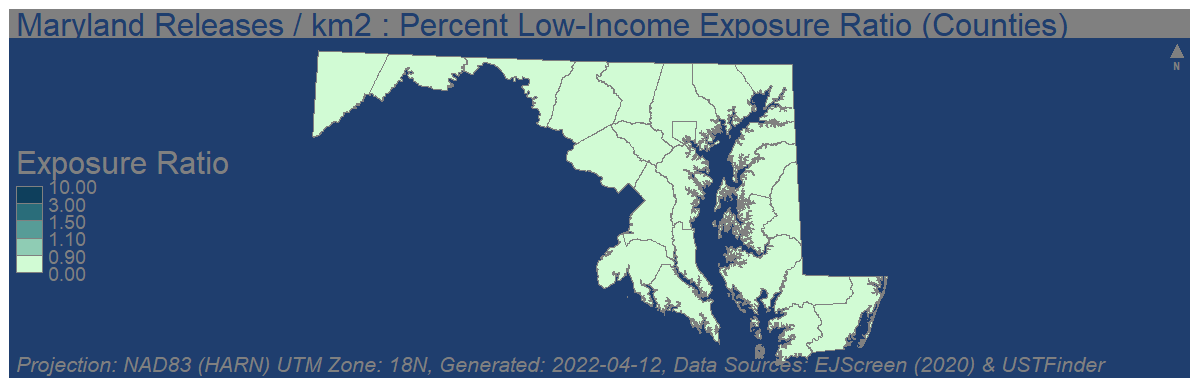 Maryland Releases / km2 : Percent Low-Income Exposure Ratio (Counties)
N
Exposure Ratio
10.00
3.00
1.50
1.10
0.90
0.00
Projection: NAD83 (HARN) UTM Zone: 18N, Generated: 2022-04-12, Data Sources: EJScreen (2020) & USTFinder